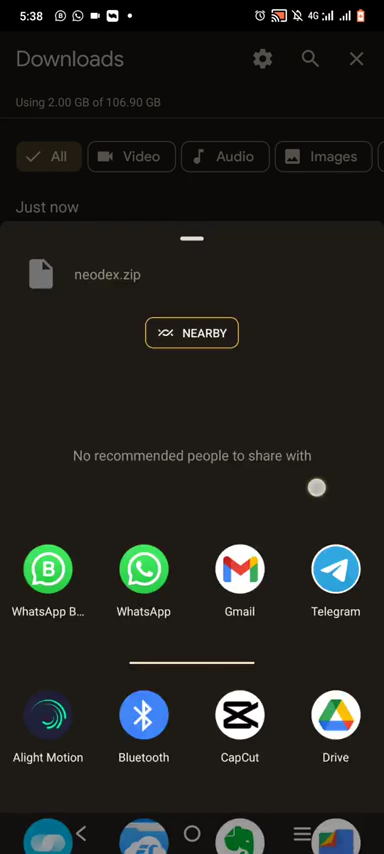 5:38
4G
Downloads
Using 2.00 GB of 106.90 GB
All
Video
Audio
Images
Just now
neodex.zip
NEARBY
No recommended people to share with
WhatsApp B...
WhatsApp
Gmail
Telegram
Alight Motion
Bluetooth
CapCut
Drive